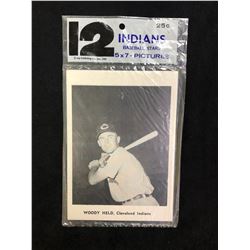 12
25¢
INDIANS
BASEBALL STARS
5x7 - PICTURES
WOODY HELD, Cleveland Indians